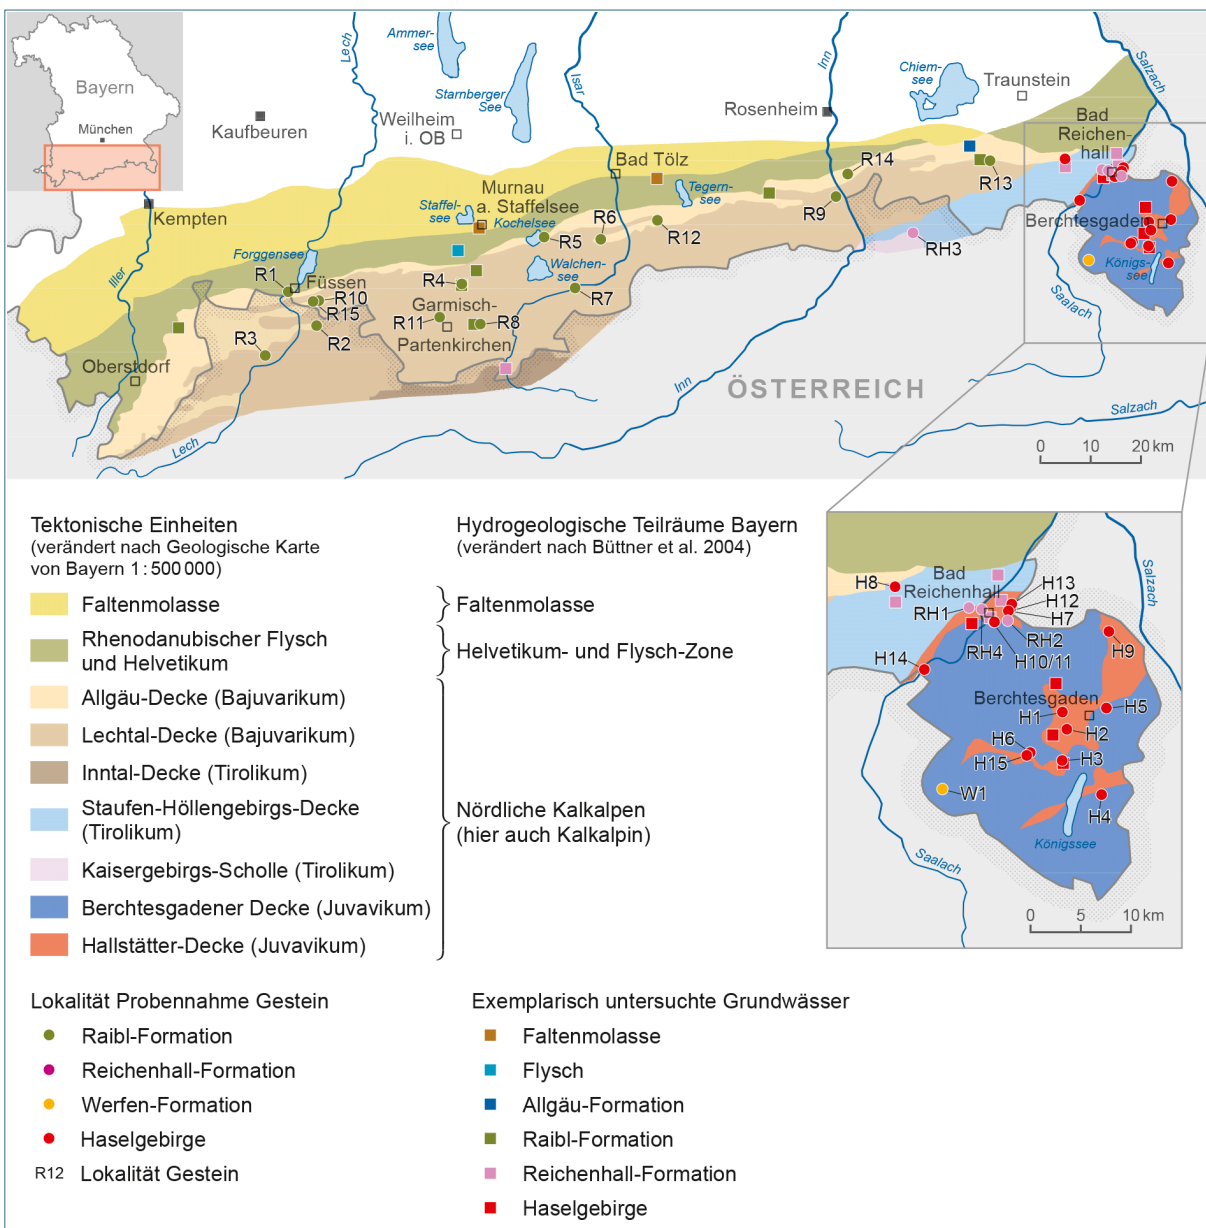 Bayern
München
Ammer-
see
Starnberger
See
Lech
Isar
Inn
Chiem-
see
Traunstein
Salzach
Kaufbeuren
Weilheim
i. OB
Rosenheim
Bad
Reichen-
hall
Kempten
Iller
Bad Tölz
Murnau
a. Staffelsee
Staffel-
see
Kochelsee
Tegern-
see
Walchen-
see
Forggensee
Füssen
Oberstdorf
Garmisch-
Partenkirchen
Berchtesgaden
Königs-
see
Saalach
Lech
Inn
Salzach
ÖSTERREICH
R1
R10
R15
R2
R3
R4
R5
R6
R7
R8
R11
R12
R9
R14
R13
RH3
0 10 20 km
Tektonische Einheiten
(verändert nach Geologische Karte
von Bayern 1 : 500 000)
Faltenmolasse
Rhenodanubischer Flysch
und Helvetikum
Allgäu-Decke (Bajuvarikum)
Lechtal-Decke (Bajuvarikum)
Inntal-Decke (Tirolikum)
Staufen-Höllengebirgs-Decke
(Tirolikum)
Kaisergebirgs-Scholle (Tirolikum)
Berchtesgadener Decke (Juvavikum)
Hallstätter-Decke (Juvavikum)
Hydrogeologische Teilräume Bayern
(verändert nach Büttner et al. 2004)
Faltenmolasse
Helvetikum- und Flysch-Zone
Nördliche Kalkalpen
(hier auch Kalkalpin)
Salzach
H8
Bad
Reichenhall
H13
H12
H7
RH1
RH2
RH4
H10/11
H9
H14
Berchtesgaden
H5
H1
H2
H6
H3
H15
W1
H4
Königssee
Saalach
0 5 10 km
Lokalität Probennahme Gestein
Raibl-Formation
Reichenhall-Formation
Werfen-Formation
Haselgebirge
R12 Lokalität Gestein
Exemplarisch untersuchte Grundwässer
Faltenmolasse
Flysch
Allgäu-Formation
Raibl-Formation
Reichenhall-Formation
Haselgebirge